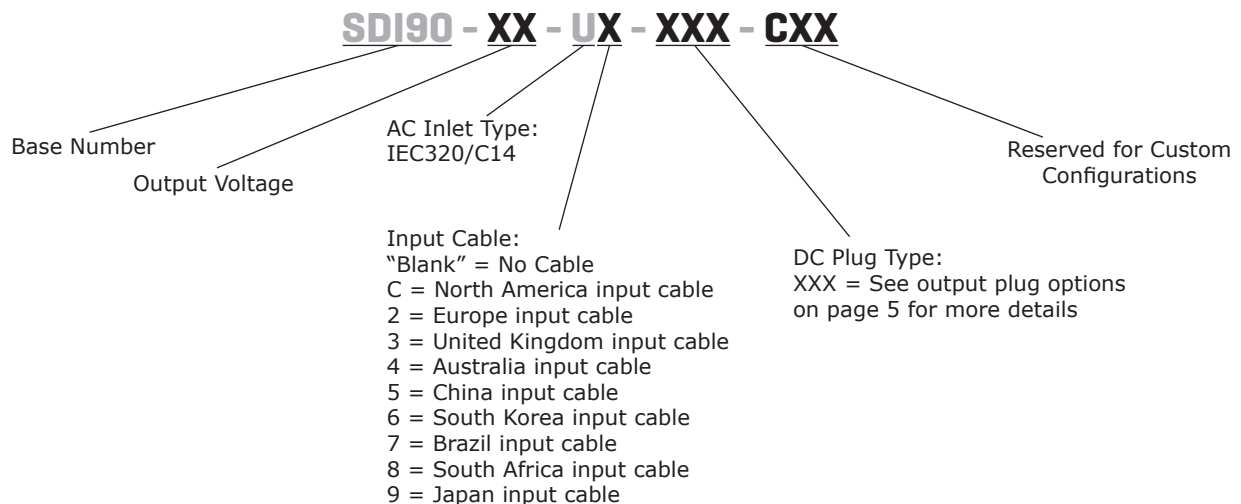 SDI90 - XX - UX - XXX - CXX
Base Number
Output Voltage
AC Inlet Type:
IEC320/C14
Input Cable:
“Blank” = No Cable
C = North America input cable
2 = Europe input cable
3 = United Kingdom input cable
4 = Australia input cable
5 = China input cable
6 = South Korea input cable
7 = Brazil input cable
8 = South Africa input cable
9 = Japan input cable
DC Plug Type:
XXX = See output plug options
on page 5 for more details
Reserved for Custom
Configurations